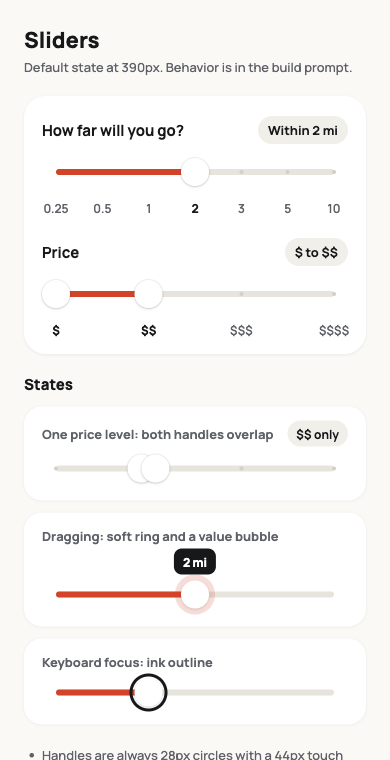 Sliders
Default state at 390px. Behavior is in the build prompt.
How far will you go?
Within 2 mi
0.25 0.5 1 2 3 5 10
Price
$ to $$
$ $$ $$$ $$$$
States
One price level: both handles overlap
$$ only
Dragging: soft ring and a value bubble
2 mi
Keyboard focus: ink outline
• Handles are always 28px circles with a 44px touch